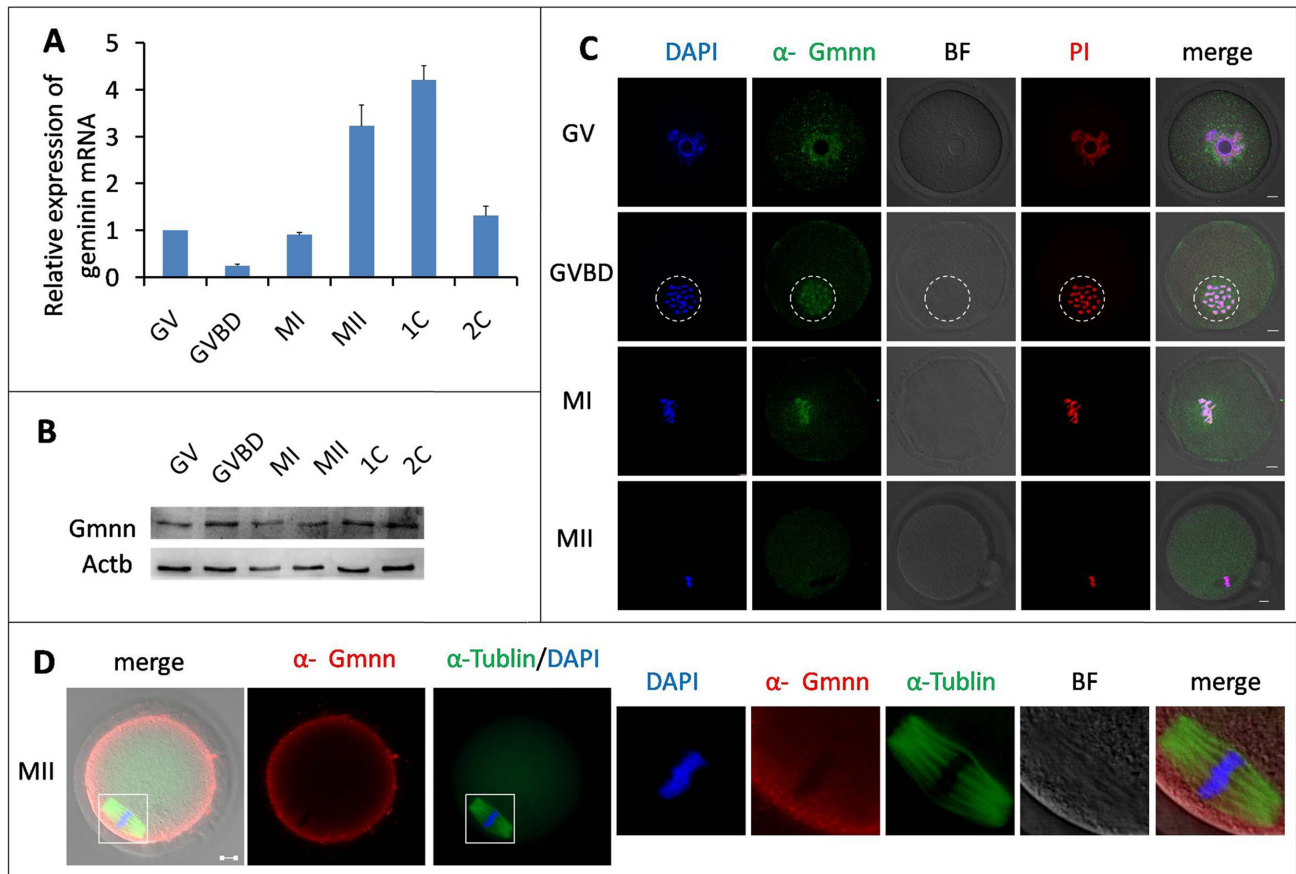 A
Relative expression of
geminin mRNA
5
4
3
2
1
0
GV
GVBD
MI
MII
1C
2C
B
GV
GVBD
MI
MII
1C
2C
Gmnn
Actb
C
DAPI
α- Gmnn
BF
PI
merge
GV
GVBD
MI
MII
D
merge
α- Gmnn
α-Tublin/DAPI
DAPI
α- Gmnn
α-Tublin
BF
merge
MII